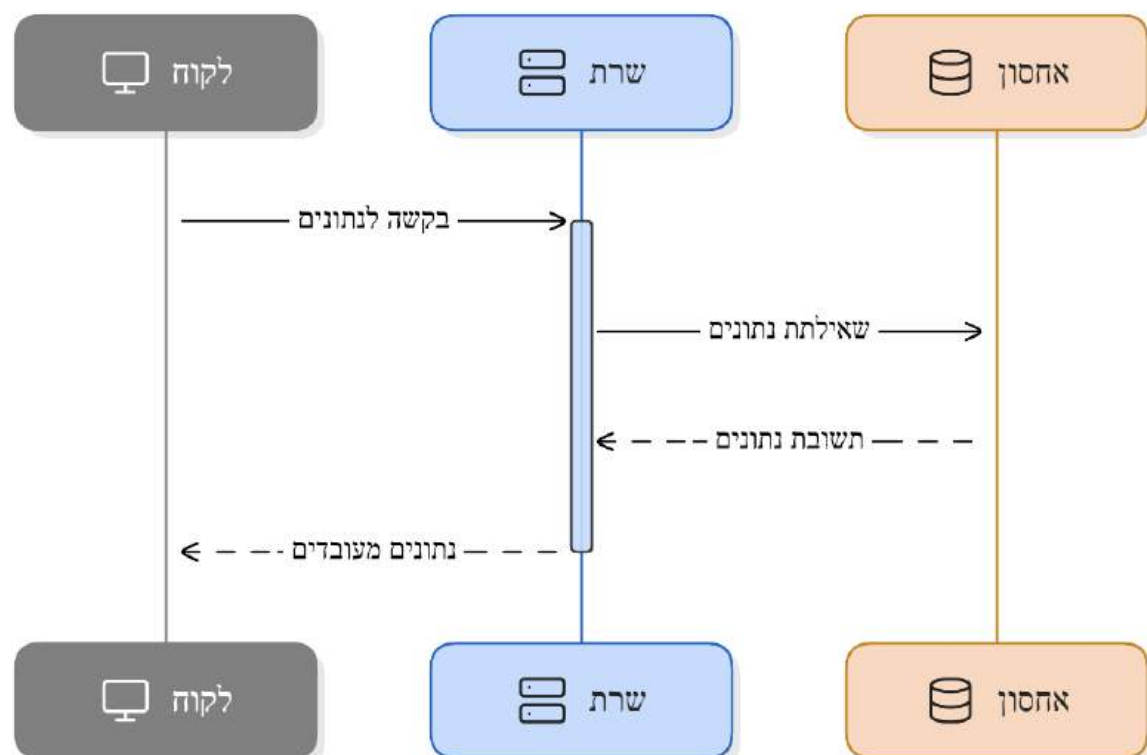 לקוח
שרת
אחסון
בקשה לנתונים
שאילתת נתונים
תשובת נתונים
נתונים מעובדים
לקוח
שרת
אחסון